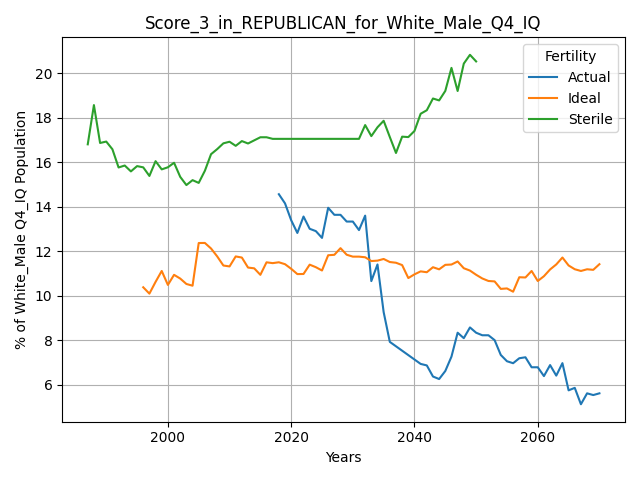 Score_3_in_REPUBLICAN_for_White_Male_Q4_IQ
% of White_Male Q4_IQ Population
20
18
16
14
12
10
8
6
Fertility
Actual
Ideal
Sterile
2000
2020
2040
2060
Years